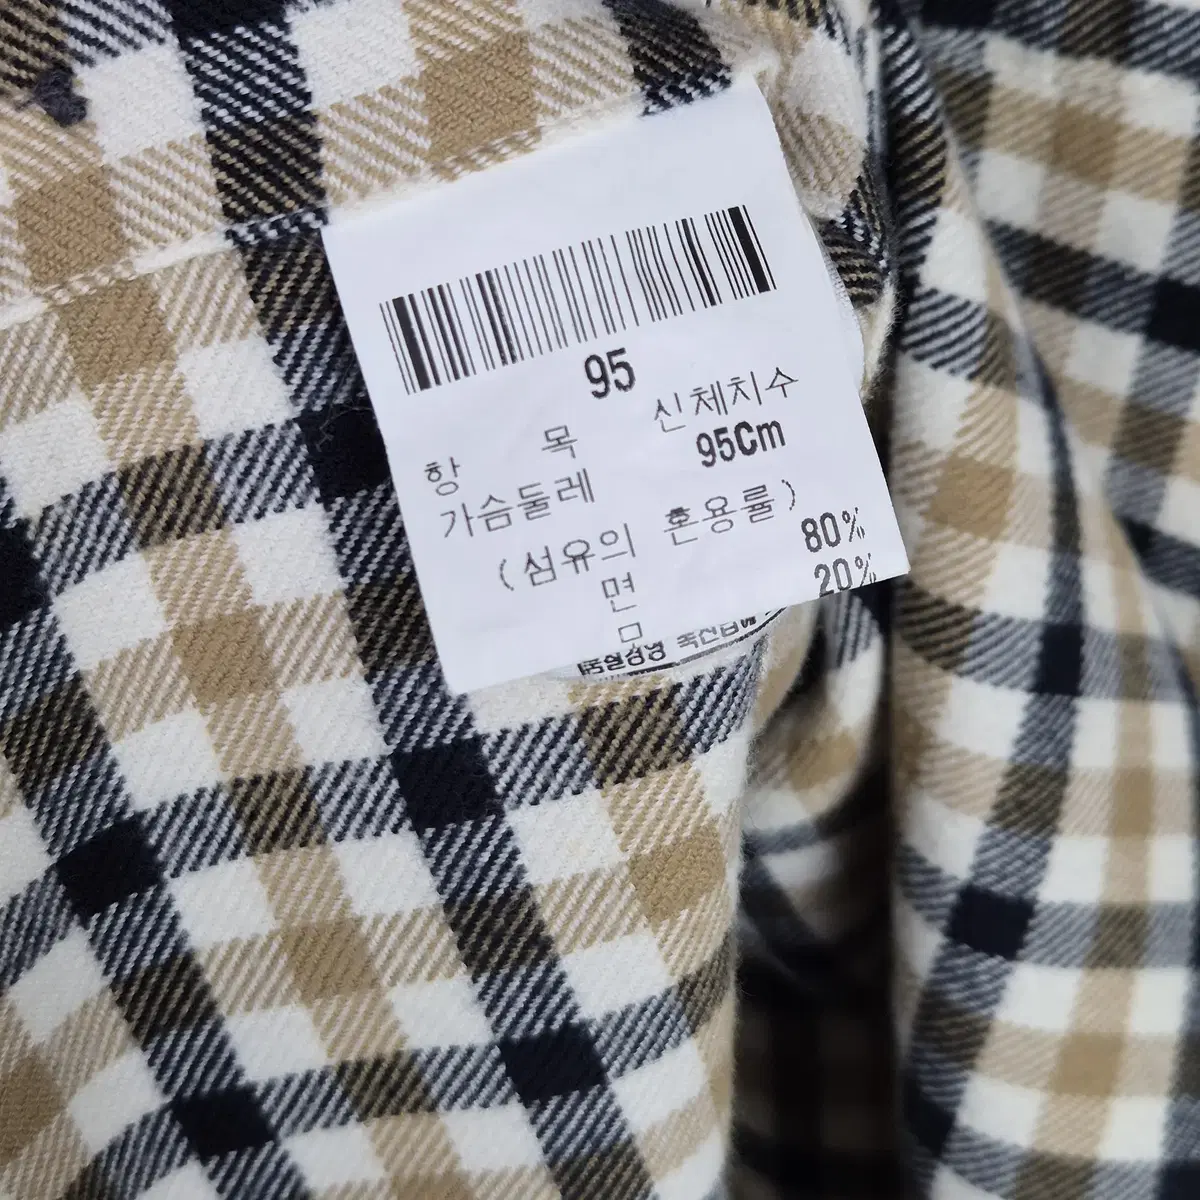 95
항 목 신체치수
가슴둘레 95Cm
(섬유의 혼용률)
면 80%
20%